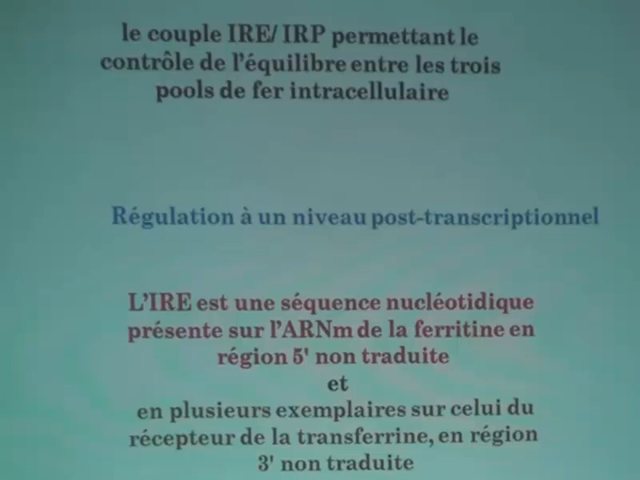 le couple IRE/ IRP permettant le
contrôle de l'équilibre entre les trois
pools de fer intracellulaire
Régulation à un niveau post-transcriptionnel
L'IRE est une séquence nucléotidique
présente sur l'ARNm de la ferritine en
région 5' non traduite
et
en plusieurs exemplaires sur celui du
récepteur de la transferrine, en région
3' non traduite